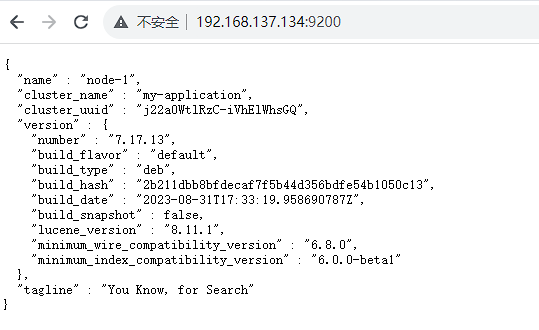 不安全 | 192.168.137.134:9200
{
  "name" : "node-1",
  "cluster_name" : "my-application",
  "cluster_uuid" : "j22a0WtlRzC-iVhElWhsGQ",
  "version" : {
    "number" : "7.17.13",
    "build_flavor" : "default",
    "build_type" : "deb",
    "build_hash" : "2b211dbb8bfdecaf7f5b44d356bdfe54b1050c13",
    "build_date" : "2023-08-31T17:33:19.958690787Z",
    "build_snapshot" : false,
    "lucene_version" : "8.11.1",
    "minimum_wire_compatibility_version" : "6.8.0",
    "minimum_index_compatibility_version" : "6.0.0-beta1"
  },
  "tagline" : "You Know, for Search"
}